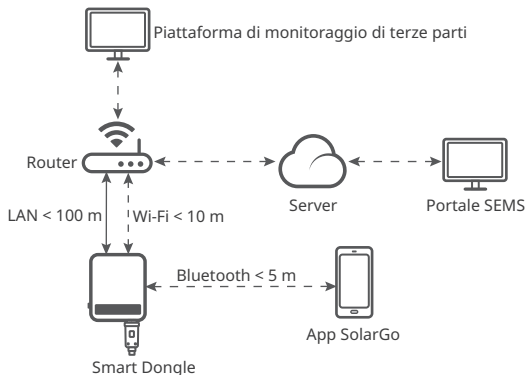 Piattaforma di monitoraggio di terze parti
Router
Server
Portale SEMS
LAN < 100 m
Wi-Fi < 10 m
Bluetooth < 5 m
App SolarGo
Smart Dongle